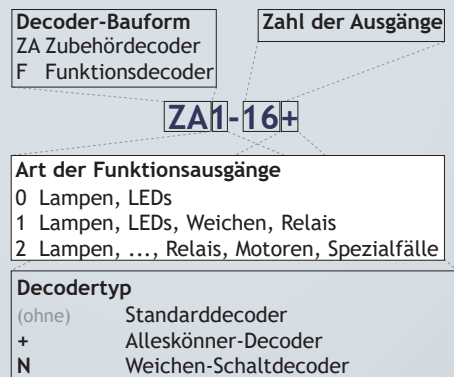 Decoder-Bauform
ZA Zubehördecoder
F Funktionsdecoder
Zahl der Ausgänge
ZA1-16+
Art der Funktionsausgänge
0 Lampen, LEDs
1 Lampen, LEDs, Weichen, Relais
2 Lampen, ..., Relais, Motoren, Spezialfälle
Decodertyp
(ohne) Standarddecoder
+ Alleskönner-Decoder
N Weichen-Schaltdecoder